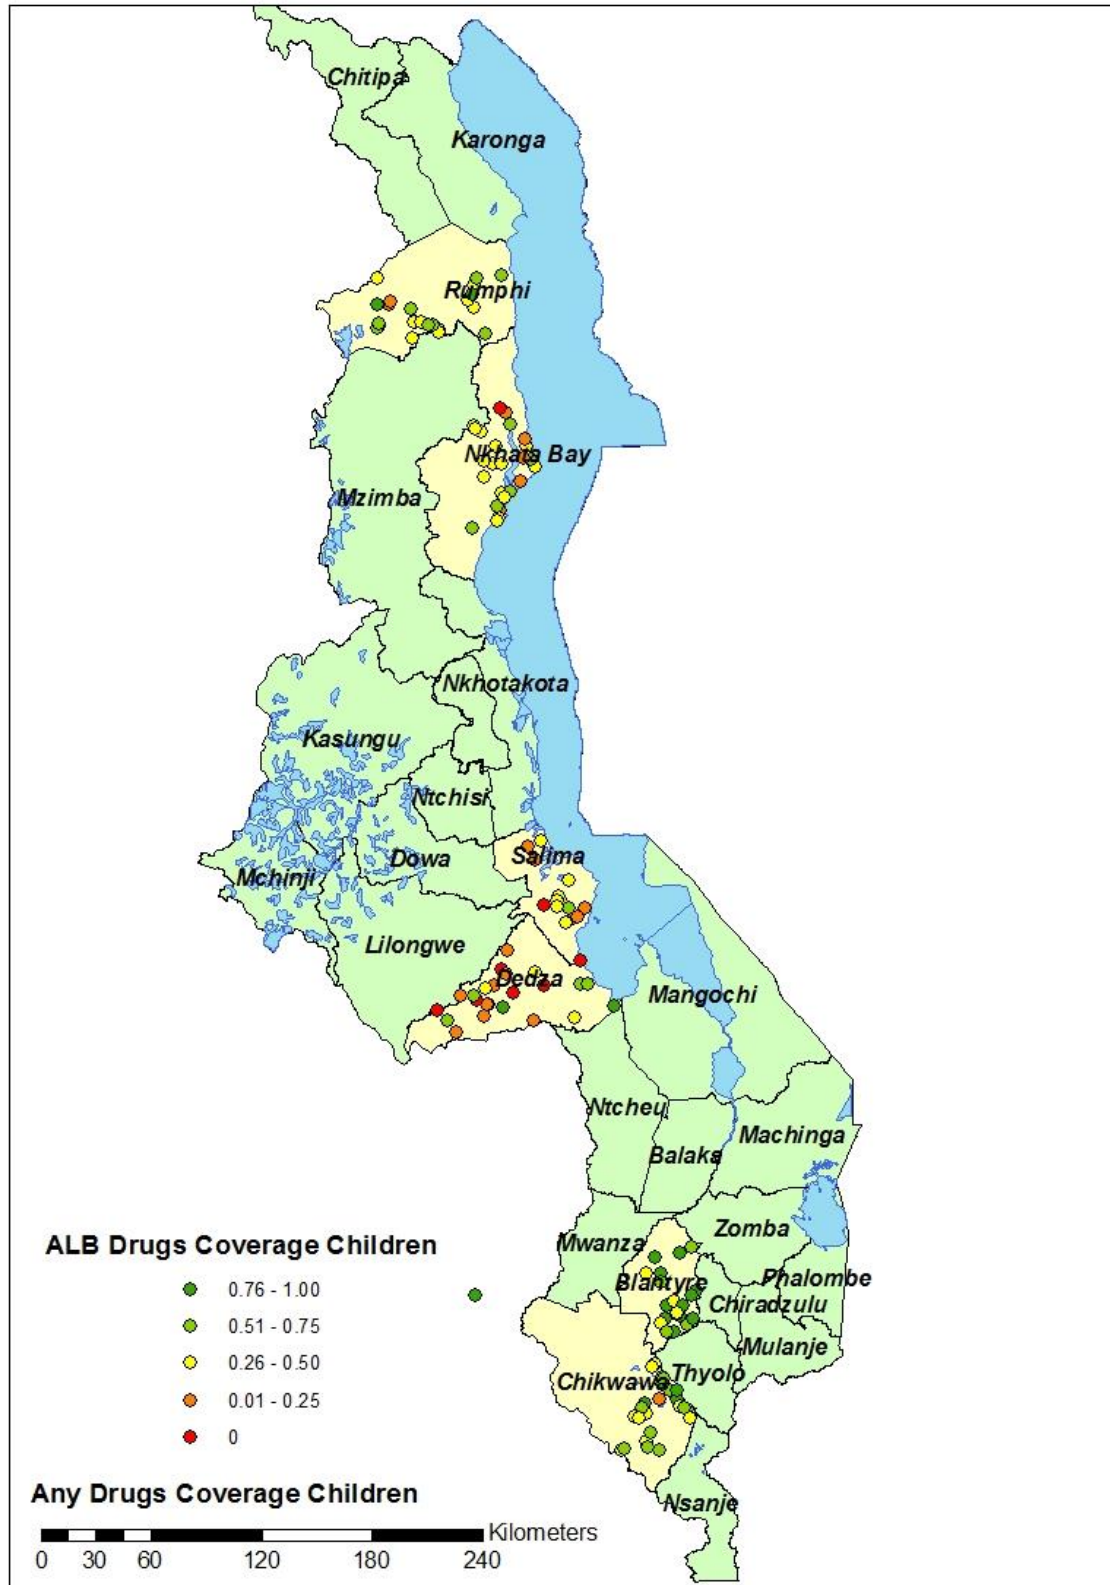 Chitipa
Karonga
Rumphi
Nkhata Bay
Mzimba
Nkhotakota
Kasungu
Ntchisi
Salima
Dowa
Mchinji
Lilongwe
Dedza
Mangochi
Ntcheu
Machinga
Balaka
Zomba
Mwanza
Phalombe
Blantyre
Chiradzulu
Mulanje
Thyolo
Chikwawa
Nsanje
ALB Drugs Coverage Children
0.76 - 1.00
0.51 - 0.75
0.26 - 0.50
0.01 - 0.25
0
Any Drugs Coverage Children
Kilometers
0 30 60 120 180 240